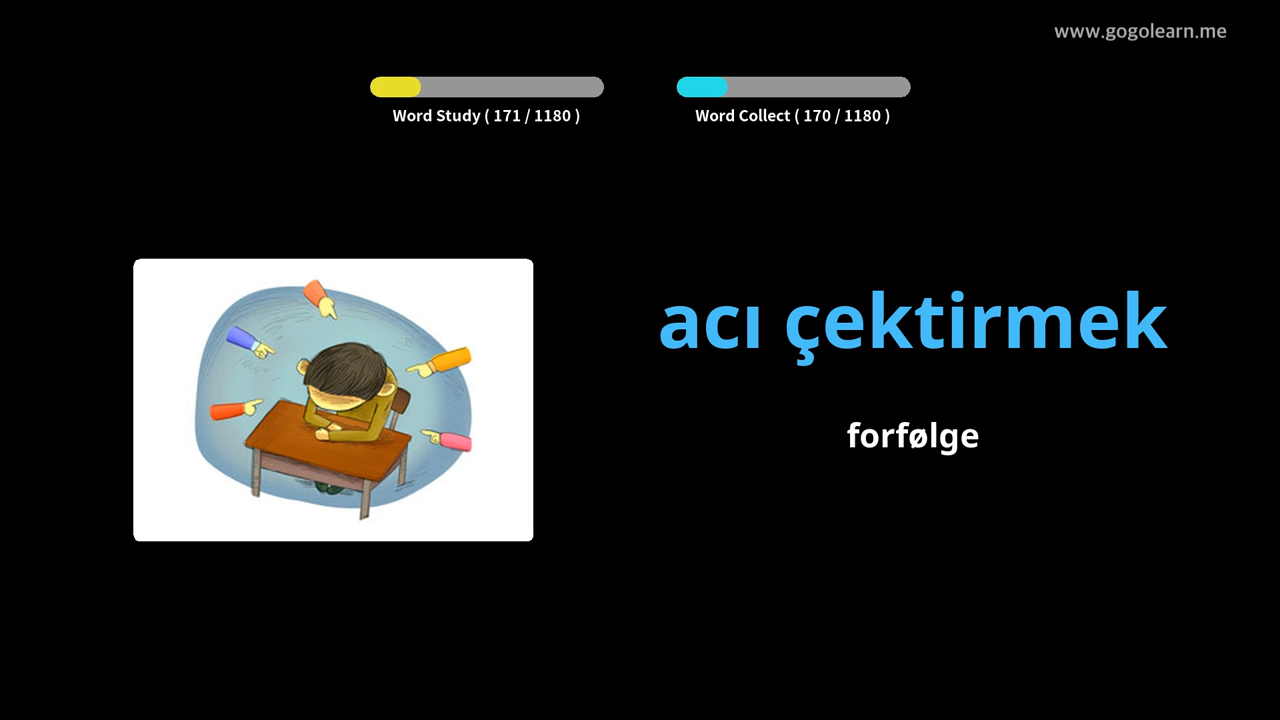 www.gogolearn.me
Word Study ( 171 / 1180 )
Word Collect ( 170 / 1180 )
acı çektirmek
forfølge